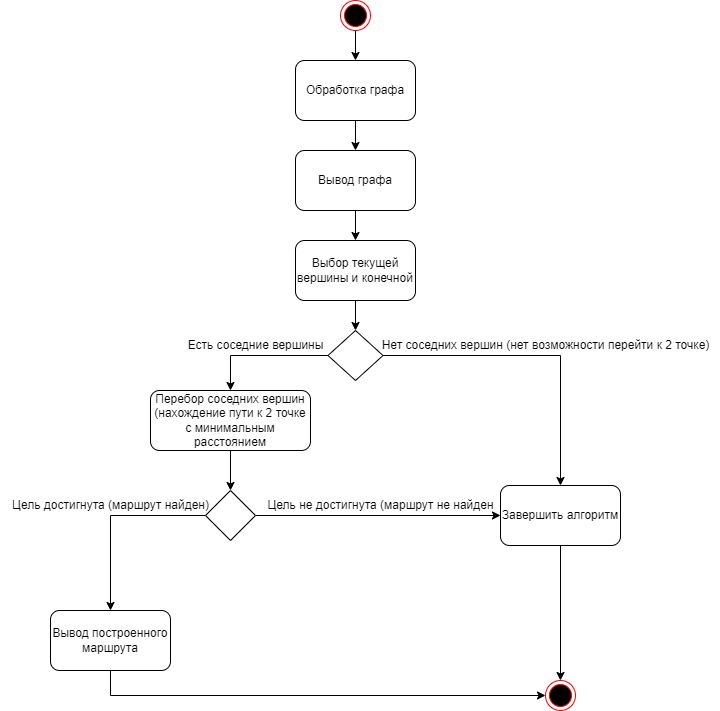 Обработка графа
Вывод графа
Выбор текущей
вершины и конечной
Есть соседние вершины
Нет соседних вершин (нет возможности перейти к 2 точке)
Перебор соседних вершин
(нахождение пути к 2 точке
с минимальным
расстоянием
Цель достигнута (маршрут найден)
Цель не достигнута (маршрут не найден
Завершить алгоритм
Вывод построенного
маршрута